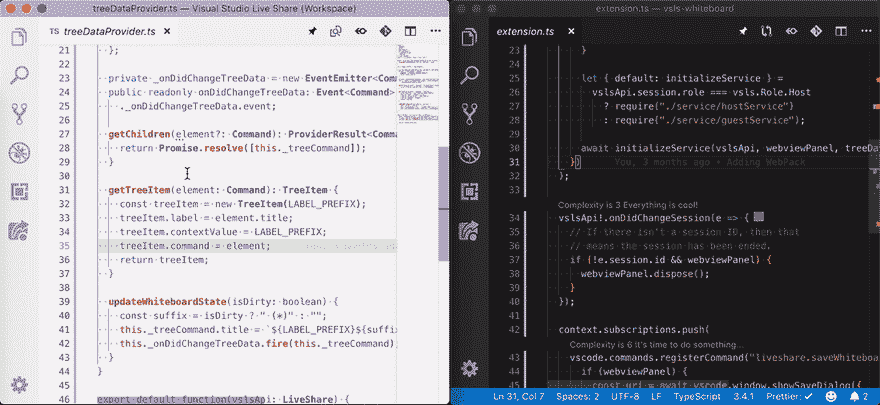 treeDataProvider.ts — Visual Studio Live Share (Workspace)
TS treeDataProvider.ts ×
21 };
22
23 private _onDidChangeTreeData = new EventEmitter<Comm
24 public readonly onDidChangeTreeData: Event<Command>
25 ._onDidChangeTreeData.event;
26
27 getChildren(element?: Command): ProviderResult<Comma
28 return Promise.resolve([this._treeCommand]);
29 }
30
31 getTreeItem(element: Command): TreeItem {
32 const treeItem = new TreeItem(LABEL_PREFIX);
33 treeItem.label = element.title;
34 treeItem.contextValue = LABEL_PREFIX;
35 treeItem.command = element;
36 return treeItem;
37 }
38
39 updateWhiteboardState(isDirty: boolean) {
40 const suffix = isDirty ? " (*)" : "";
41 this._treeCommand.title = `${LABEL_PREFIX}${suffix
42 this._onDidChangeTreeData.fire(this._treeCommand)
43 }
44 }
45
46 export default function(vslsApi: LiveShare) {
extension.ts — vsls-whiteboard
extension.ts ×
23 }
24
25 let { default: initializeService } =
26 vslsApi.session.role === vsls.Role.Host
27 ? require("./service/hostService")
28 : require("./service/guestService");
29
30 await initializeService(vslsApi, webviewPanel, treeDa
31 }) You, 3 months ago • Adding WebPack
32 );
33
Complexity is 3 Everything is cool!
34 vslsApi!.onDidChangeSession(e => {
35 // If there isn't a session ID, then that
36 // means the session has been ended.
37 if (!e.session.id && webviewPanel) {
38 webviewPanel.dispose();
39 }
40 });
41
42 context.subscriptions.push(
Complexity is 6 It's time to do something...
43 vscode.commands.registerCommand("liveshare.saveWhiteboa
44 if (webviewPanel) {
45 const uri = await vscode.window.showSaveDialog({
Ln 31, Col 7 Spaces: 2 UTF-8 LF TypeScript 3.4.1 Prettier: ✓ 2